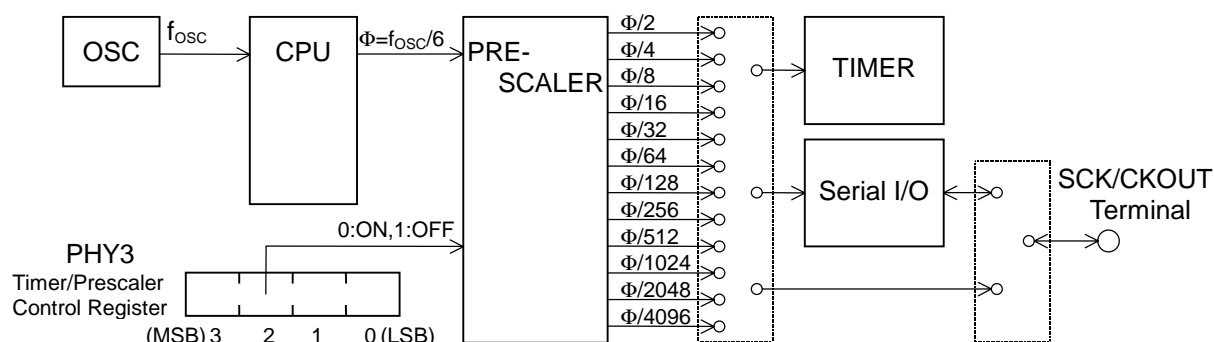 OSC
fOSC
CPU
Φ=fOSC/6
PRE-
SCALER
Φ/2
Φ/4
Φ/8
Φ/16
Φ/32
Φ/64
Φ/128
Φ/256
Φ/512
Φ/1024
Φ/2048
Φ/4096
TIMER
Serial I/O
SCK/CKOUT
Terminal
0:ON,1:OFF
PHY3
Timer/Prescaler
Control Register
(MSB) 3 2 1 0 (LSB)